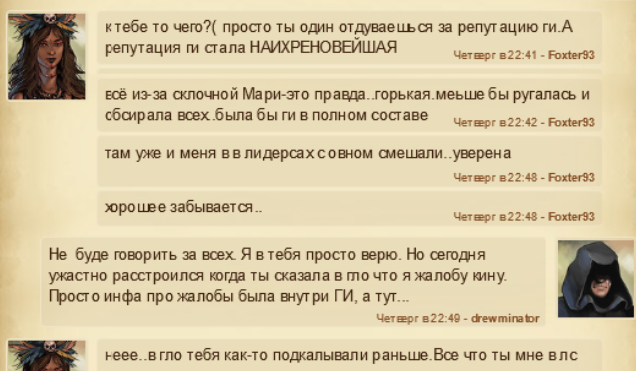 к тебе то чего?( просто ты один отдуваешься за репутацию ги.А
репутация ги стала НАИХРЕНОВЕЙШАЯ
Четверг в 22:41 - Foxter93
всё из-за склочной Мари-это правда..горькая.меьше бы ругалась и
обсирала всех..была бы ги в полном составе
Четверг в 22:42 - Foxter93
там уже и меня в в лидерсах с овном смешали..уверена
Четверг в 22:48 - Foxter93
хорошее забывается..
Четверг в 22:48 - Foxter93
Не буде говорить за всех. Я в тебя просто верю. Но сегодня
ужастно расстроился когда ты сказала в гло что я жалобу кину.
Просто инфа про жалобы была внутри ГИ, а тут...
Четверг в 22:49 - drewminator
неее..в гло тебя как-то подкалывали раньше.Все что ты мне в лс